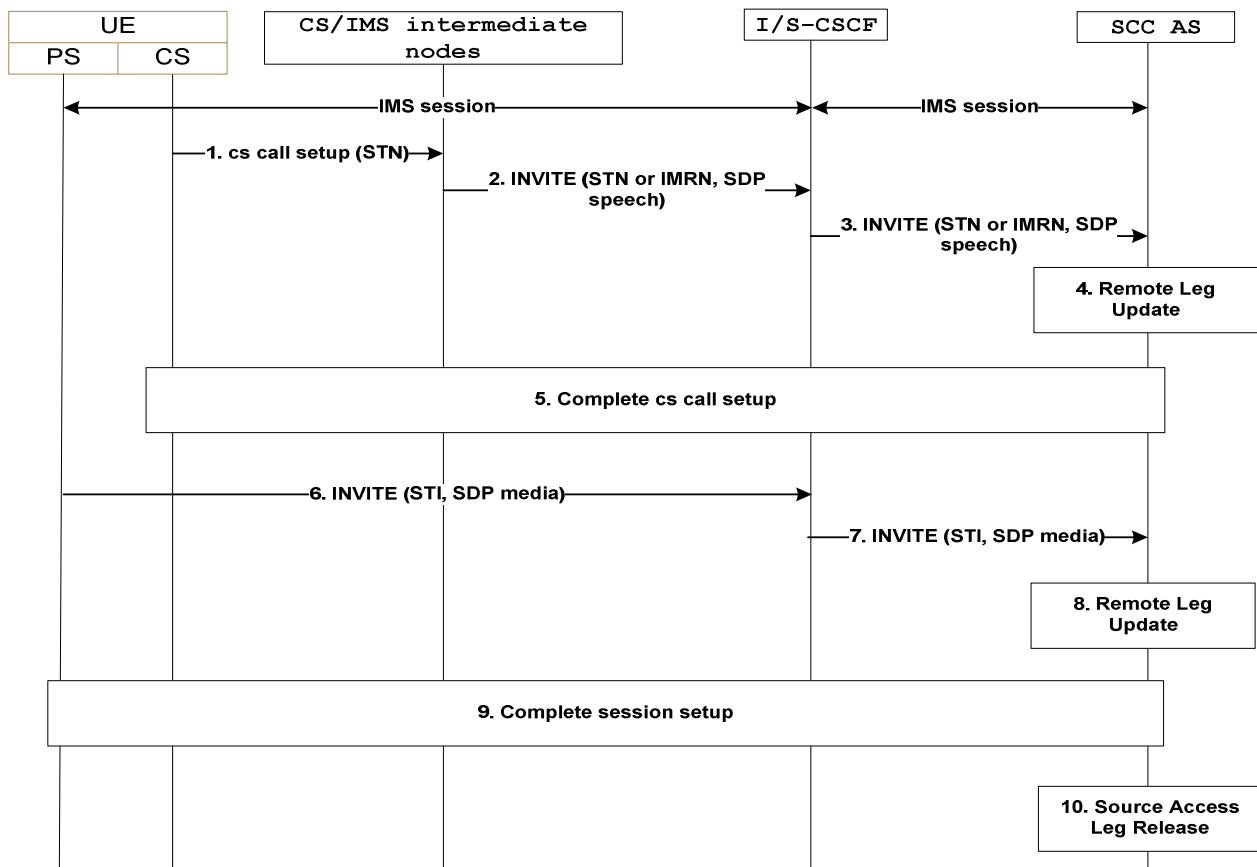 UE
PS
CS
CS/IMS intermediate
nodes
I/S-CSCF
SCC AS
IMS session
IMS session
1. cs call setup (STN)
2. INVITE (STN or IMRN, SDP
speech)
3. INVITE (STN or IMRN, SDP
speech)
4. Remote Leg
Update
5. Complete cs call setup
6. INVITE (STI, SDP media)
7. INVITE (STI, SDP media)
8. Remote Leg
Update
9. Complete session setup
10. Source Access
Leg Release